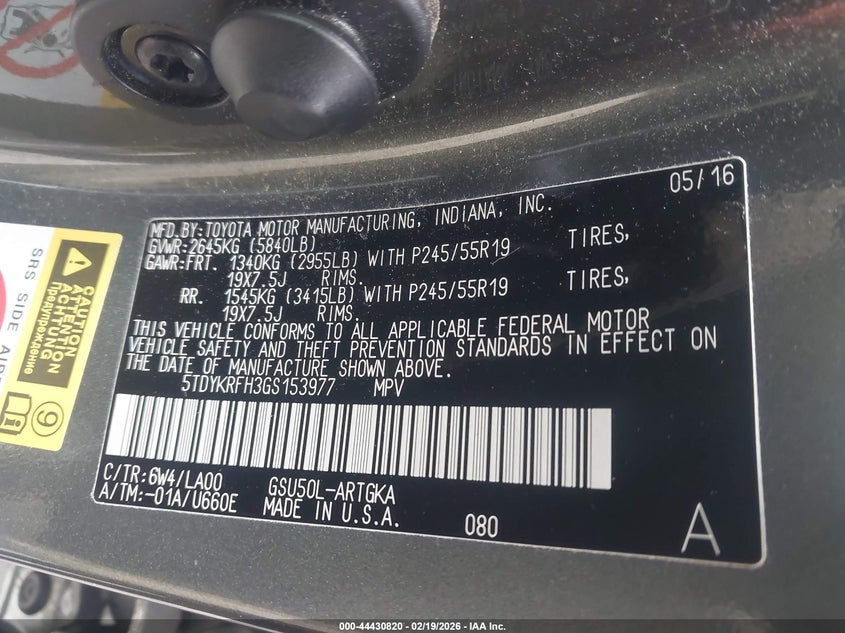 05/16
MFD.BY:TOYOTA MOTOR MANUFACTURING, INDIANA, INC.
GVWR:2645KG (5840LB)
GAWR:FRT. 1340KG (2955LB) WITH P245/55R19 TIRES,
19X7.5J RIMS.
RR. 1545KG (3415LB) WITH P245/55R19 TIRES,
19X7.5J RIMS.
THIS VEHICLE CONFORMS TO ALL APPLICABLE FEDERAL MOTOR
VEHICLE SAFETY AND THEFT PREVENTION STANDARDS IN EFFECT ON
THE DATE OF MANUFACTURE SHOWN ABOVE.
5TDYKRFH3GS153977 MPV
C/TR:6W4/LA00 GSU50L-ARTGKA
A/TM:-01A/U660E MADE IN U.S.A. 080 A
SRS SIDE
CAUTION
ATTENTION
ACHTUNG
Предупреждение
9
000-44430820 - 02/19/2026 - IAA Inc.